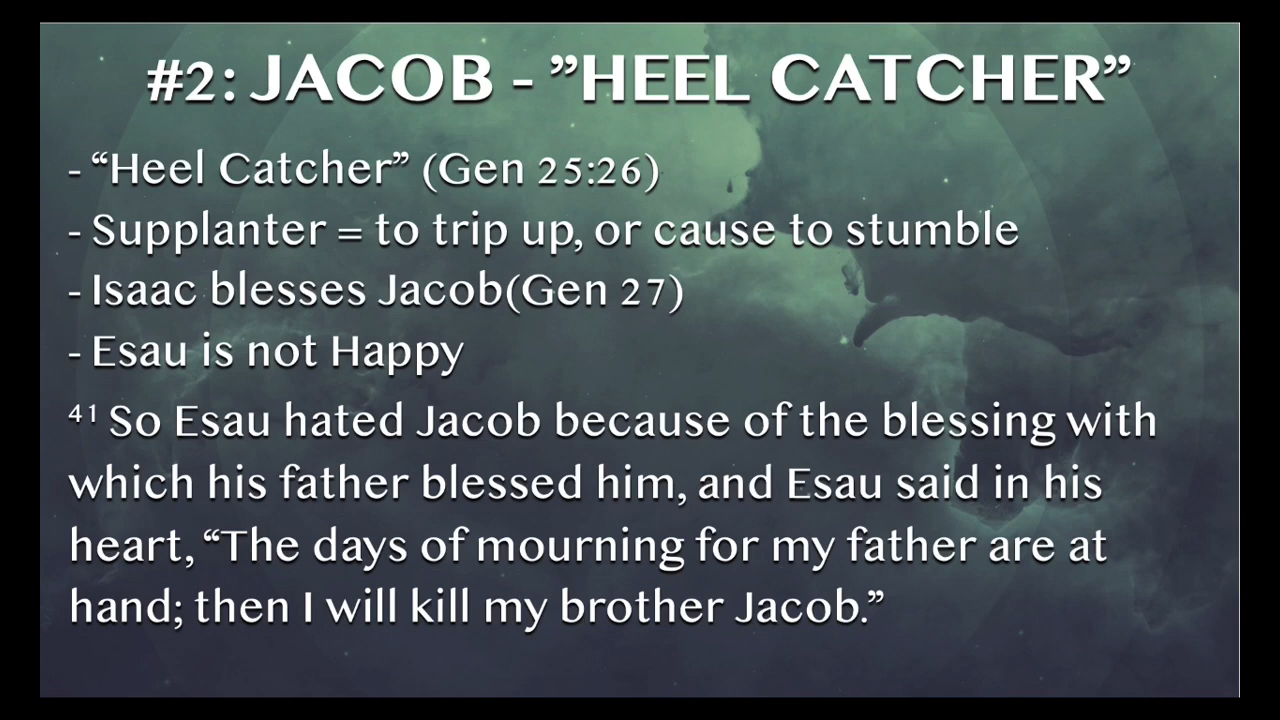 #2: JACOB - ”HEEL CATCHER”
- “Heel Catcher” (Gen 25:26)
- Supplanter = to trip up, or cause to stumble
- Isaac blesses Jacob(Gen 27)
- Esau is not Happy
41 So Esau hated Jacob because of the blessing with
which his father blessed him, and Esau said in his
heart, “The days of mourning for my father are at
hand; then I will kill my brother Jacob.”